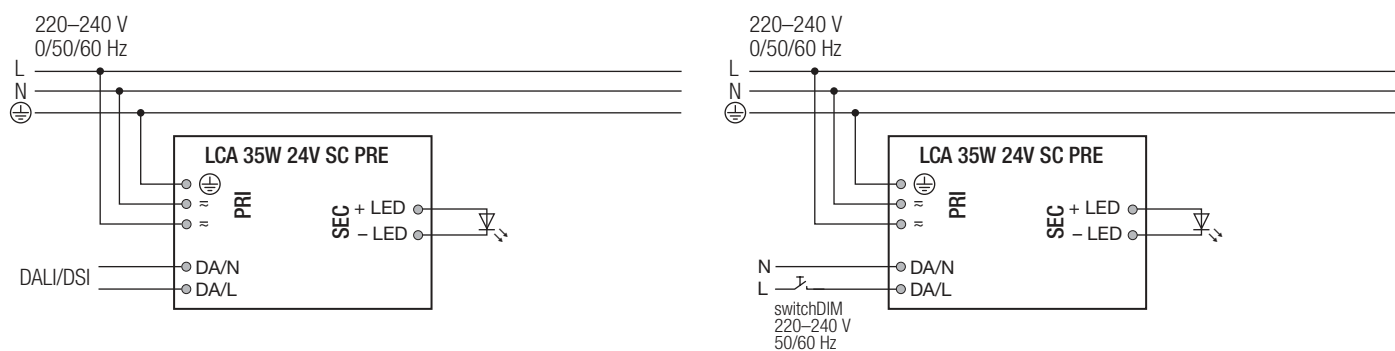 220–240 V
0/50/60 Hz
L
N
LCA 35W 24V SC PRE
PRI
≈
≈
SEC
+ LED
– LED
DALI/DSI
DA/N
DA/L
220–240 V
0/50/60 Hz
L
N
LCA 35W 24V SC PRE
PRI
≈
≈
SEC
+ LED
– LED
N
DA/N
L
DA/L
switchDIM
220–240 V
50/60 Hz